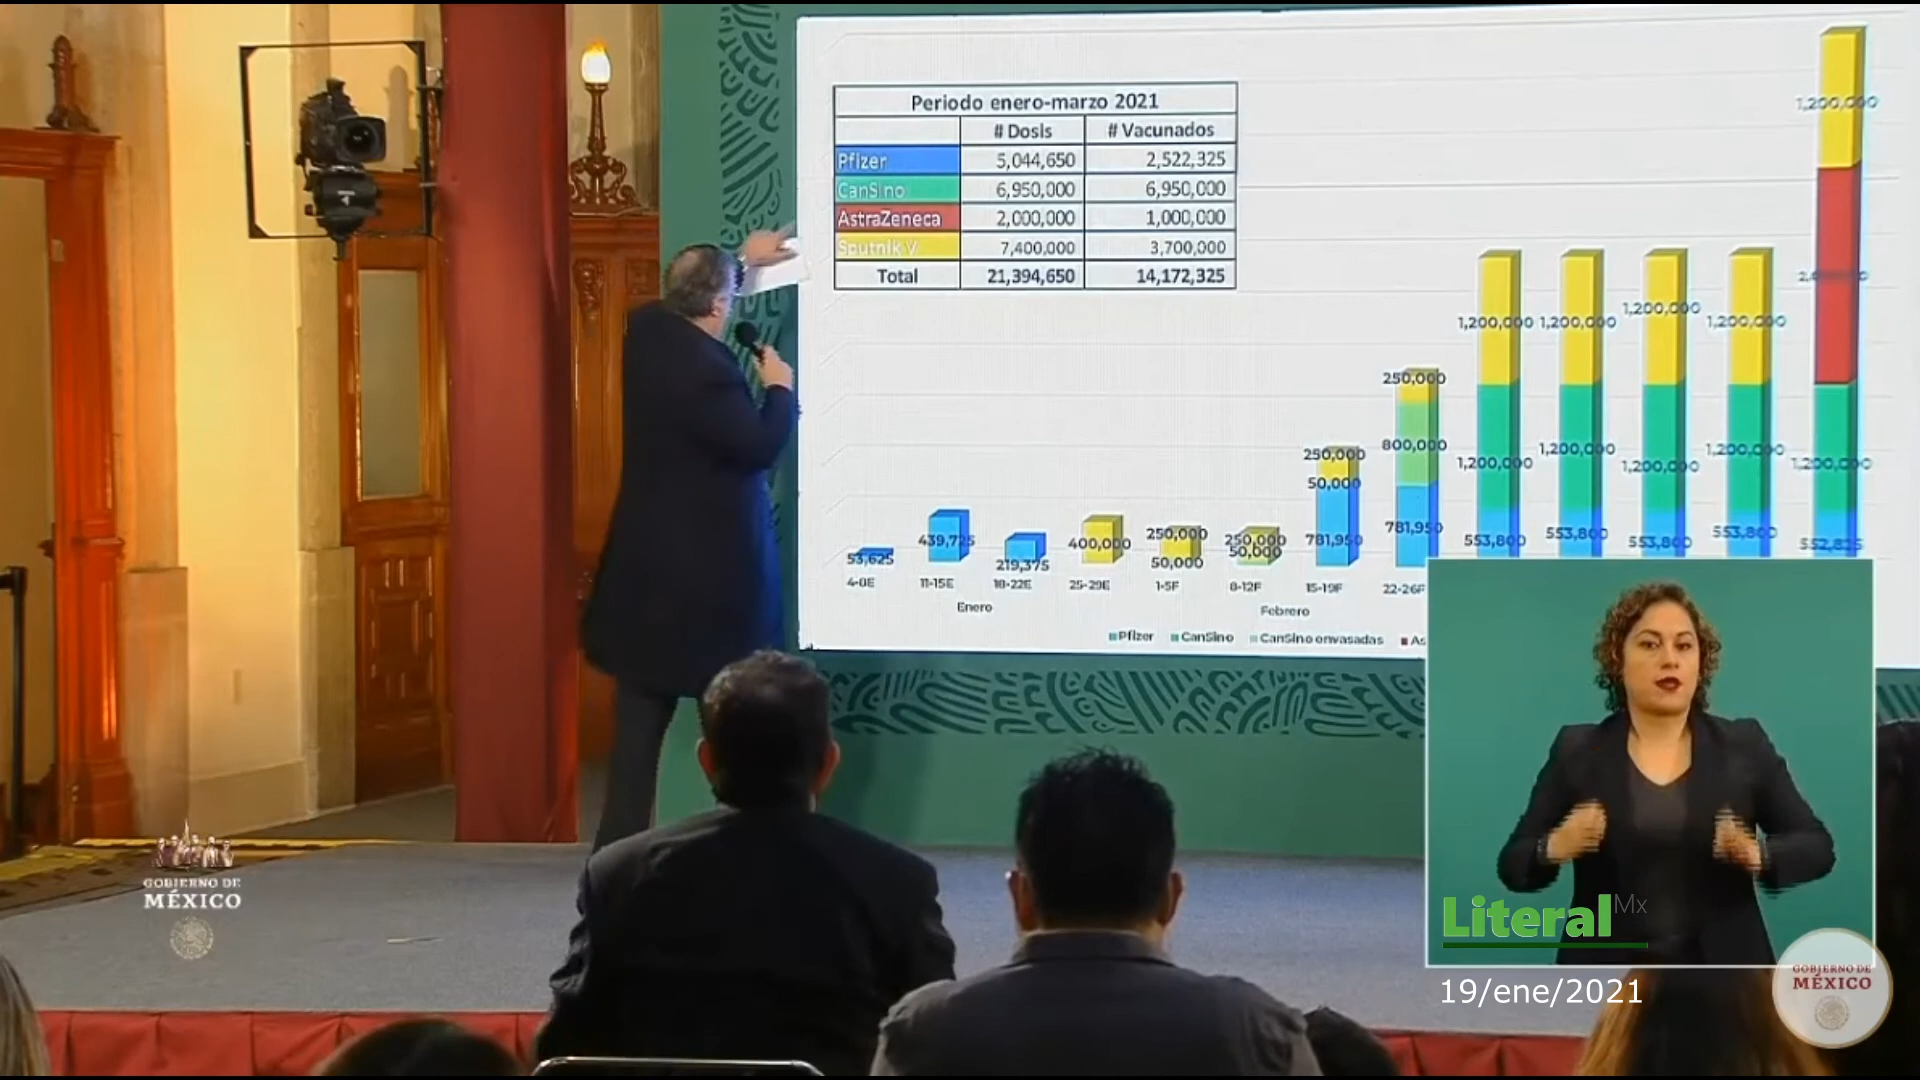 Periodo enero-marzo 2021
# Dosis # Vacunados
Pfizer 5,044,650 2,522,325
CanSino 6,950,000 6,950,000
AstraZeneca 2,000,000 1,000,000
Sputnik V 7,400,000 3,700,000
Total 21,394,650 14,172,325
1,200,000
1,200,000 1,200,000 1,200,000 1,200,000
250,000
800,000
1,200,000 1,200,000 1,200,000 1,200,000 1,200,000
250,000
50,000
53,625 439,725 219,375 400,000 250,000 50,000 250,000 50,000 781,950 781,950 553,800 553,800 553,800 553,800 552,825
11-15E 18-22E 25-29E 1-5F 8-12F 15-19F 22-26F
Enero Febrero
Pfizer CanSino CanSino envasadas As
GOBIERNO DE
MÉXICO
LiteralMx
19/ene/2021
GOBIERNO DE
MÉXICO